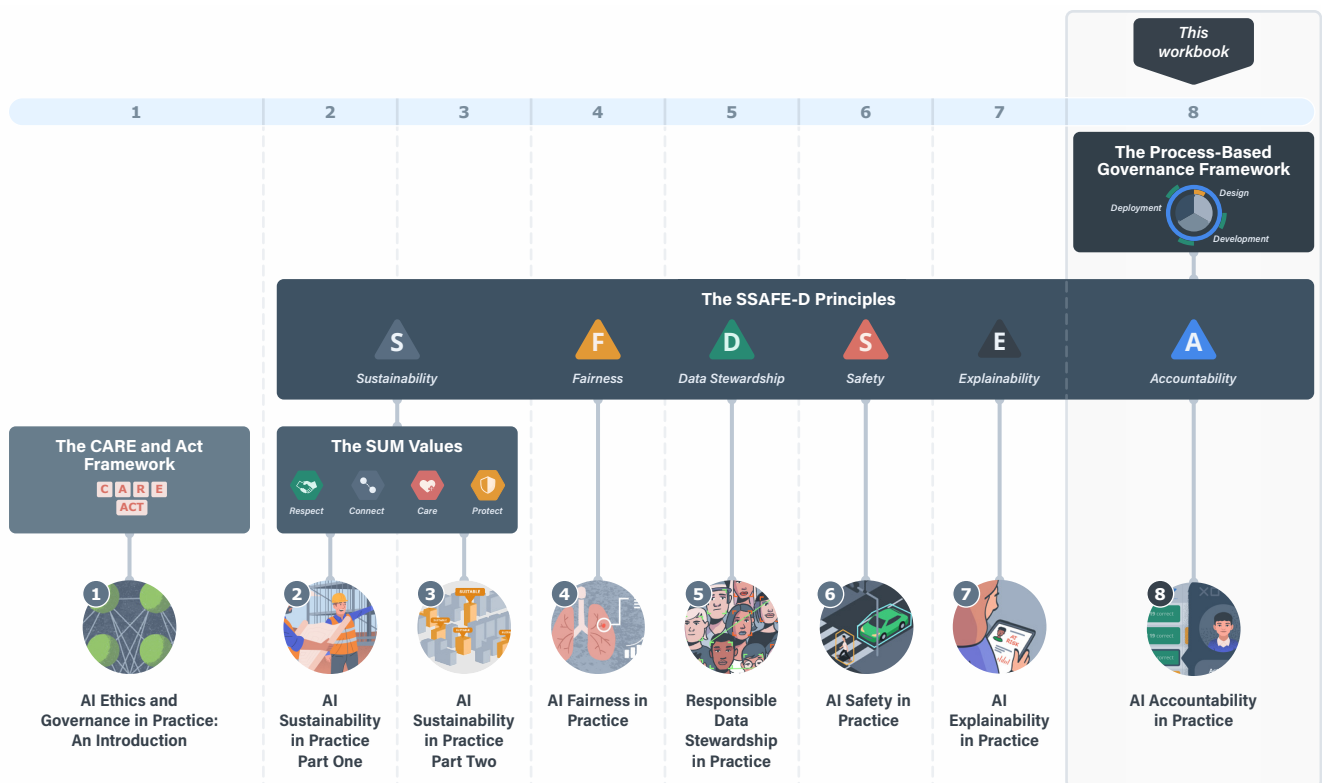 This
workbook
1 2 3 4 5 6 7 8
The Process-Based
Governance Framework
Design
Deployment
Development
The SSAFE-D Principles
S F D S E A
Sustainability Fairness Data Stewardship Safety Explainability Accountability
The CARE and Act
Framework
C A R E
ACT
The SUM Values
Respect Connect Care Protect
1 2 3 4 5 6 7 8
SUITABLE
AI Ethics and
Governance in Practice:
An Introduction
AI
Sustainability
in Practice
Part One
AI
Sustainability
in Practice
Part Two
AI Fairness in
Practice
Responsible
Data
Stewardship
in Practice
AI Safety in
Practice
AI
Explainability
in Practice
AI Accountability
in Practice